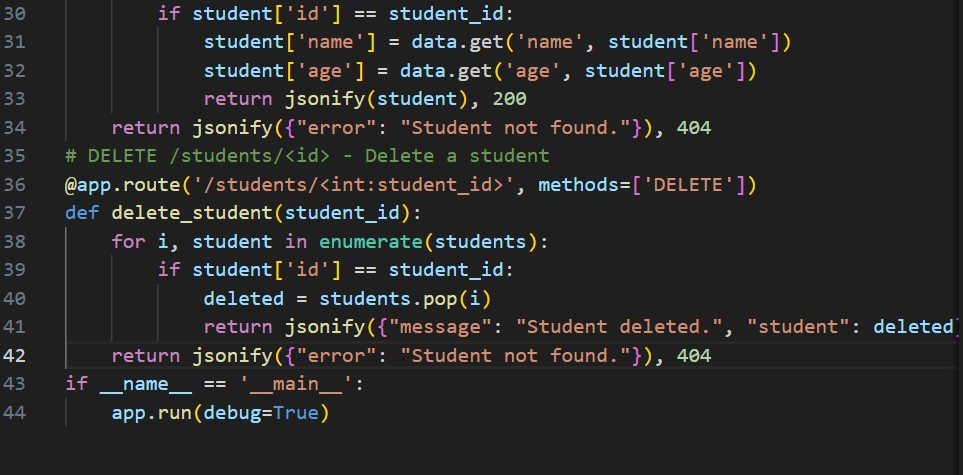 30 if student['id'] == student_id:
31 student['name'] = data.get('name', student['name'])
32 student['age'] = data.get('age', student['age'])
33 return jsonify(student), 200
34 return jsonify({"error": "Student not found."}), 404
35 # DELETE /students/<id> - Delete a student
36 @app.route('/students/<int:student_id>', methods=['DELETE'])
37 def delete_student(student_id):
38 for i, student in enumerate(students):
39 if student['id'] == student_id:
40 deleted = students.pop(i)
41 return jsonify({"message": "Student deleted.", "student": deleted
42 return jsonify({"error": "Student not found."}), 404
43 if __name__ == '__main__':
44 app.run(debug=True)